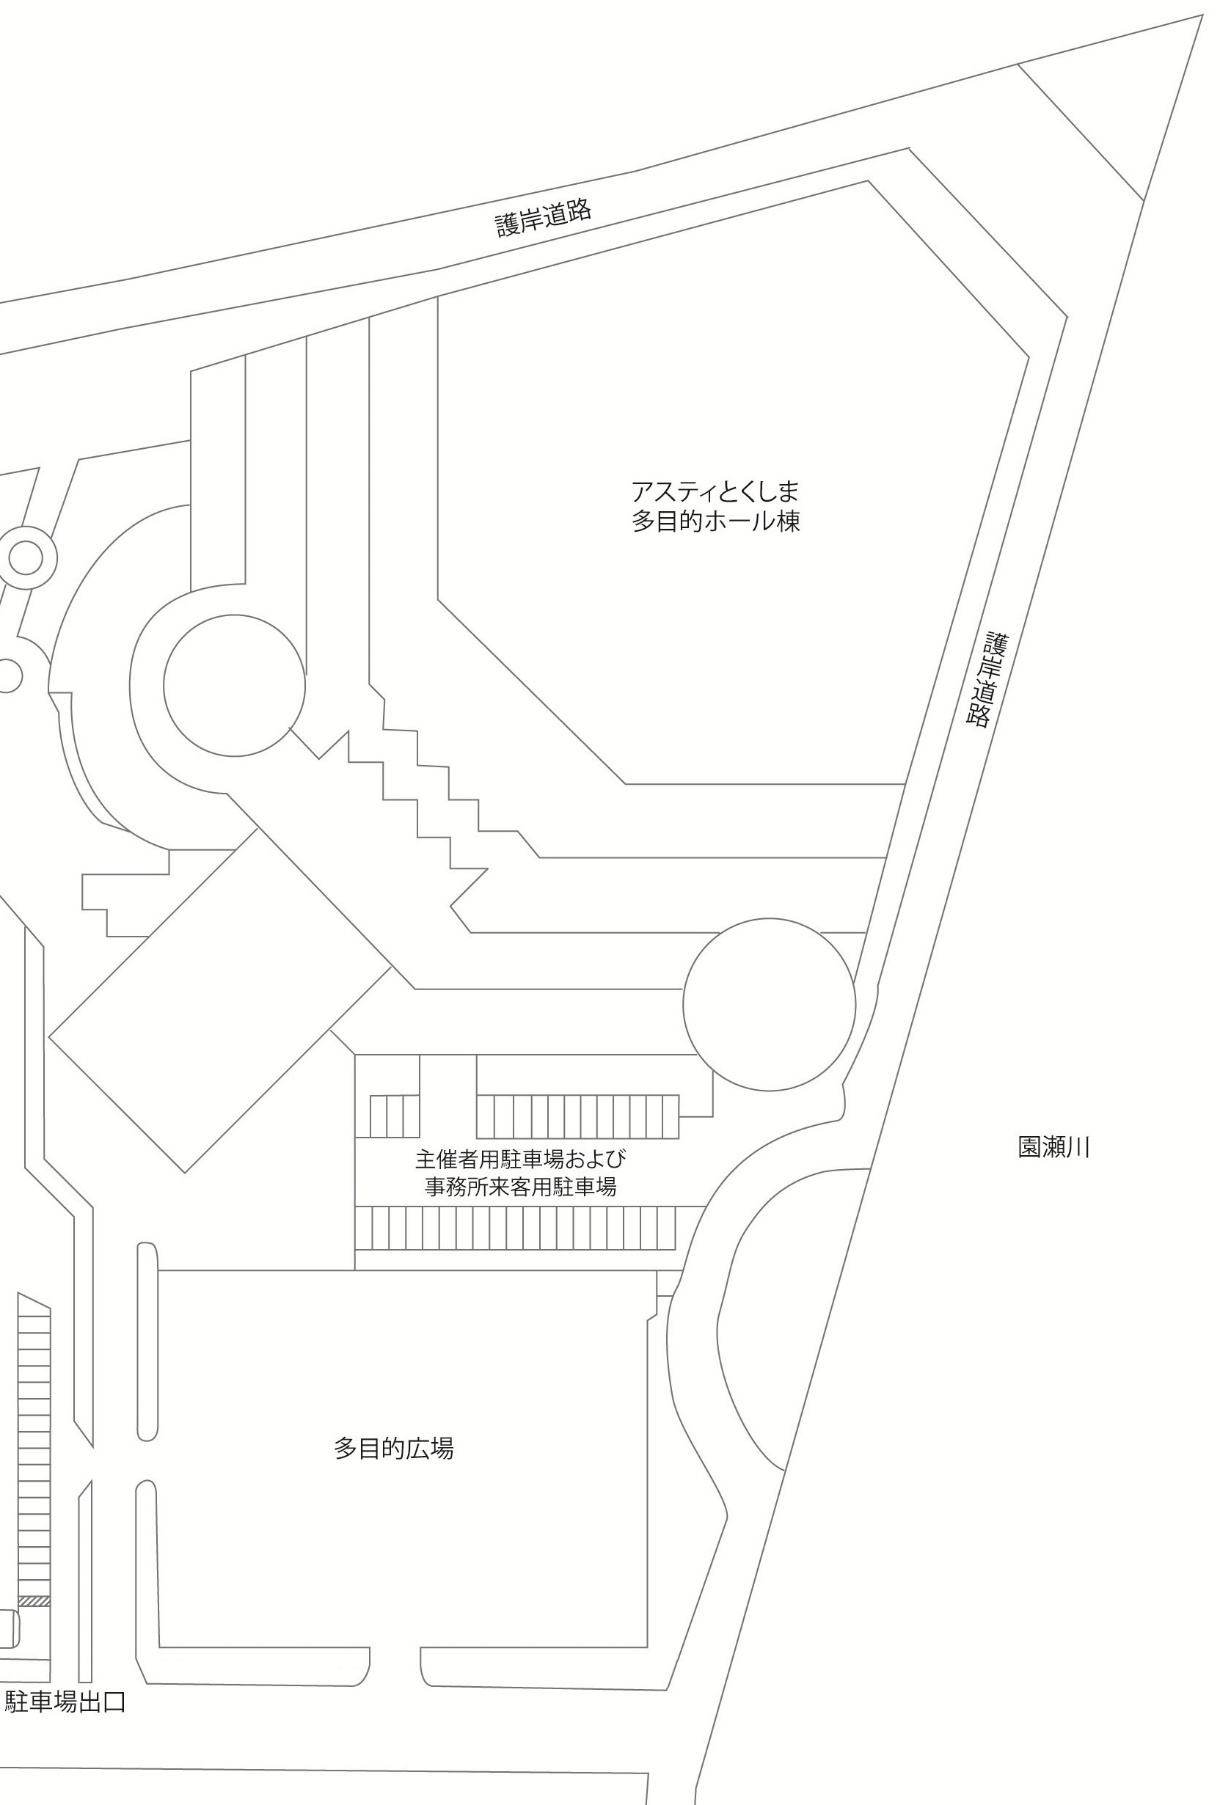 護岸道路
アスティとくしま
多目的ホール棟
護岸道路
主催者用駐車場および
事務所来客用駐車場
園瀬川
多目的広場
駐車場出口